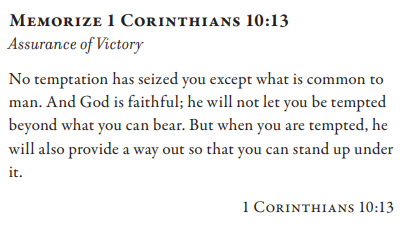 Memorize 1 Corinthians 10:13
Assurance of Victory
No temptation has seized you except what is common to
man. And God is faithful; he will not let you be tempted
beyond what you can bear. But when you are tempted, he
will also provide a way out so that you can stand up under
it.
1 Corinthians 10:13